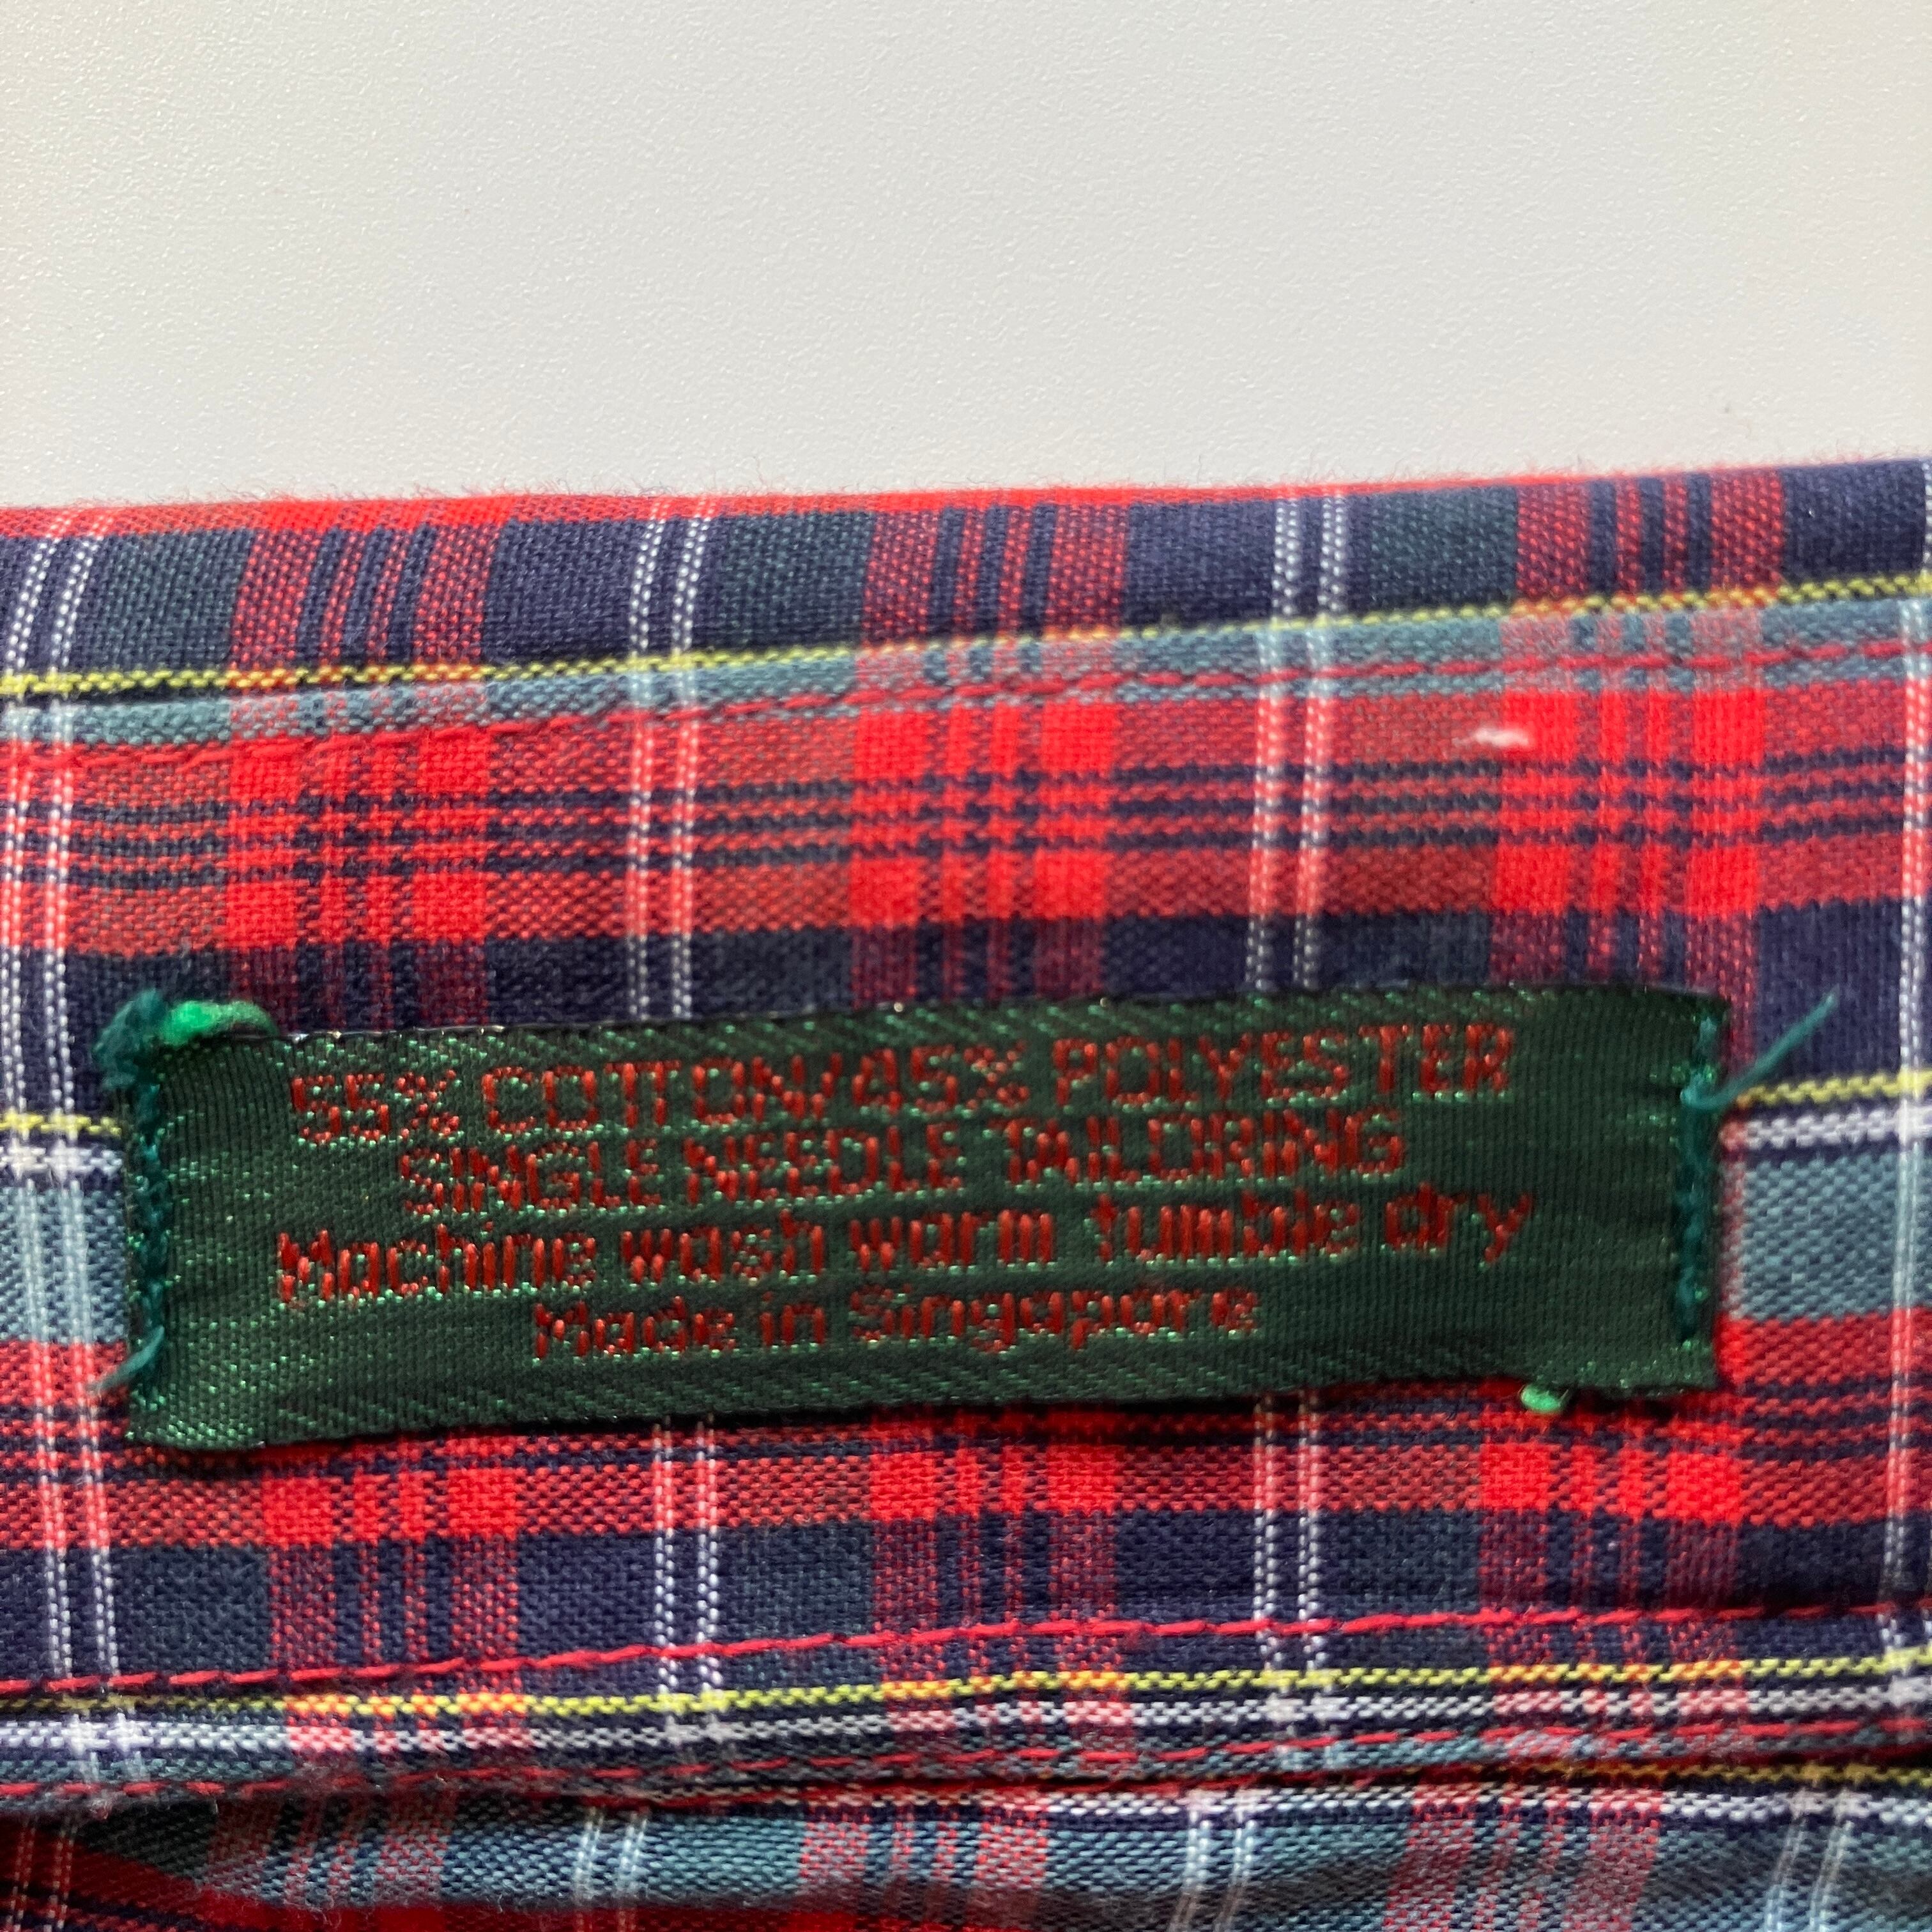 55% COTTON/45% POLYESTER
SINGLE NEEDLE TAILORING
Machine wash warm tumble dry
Made in Singapore